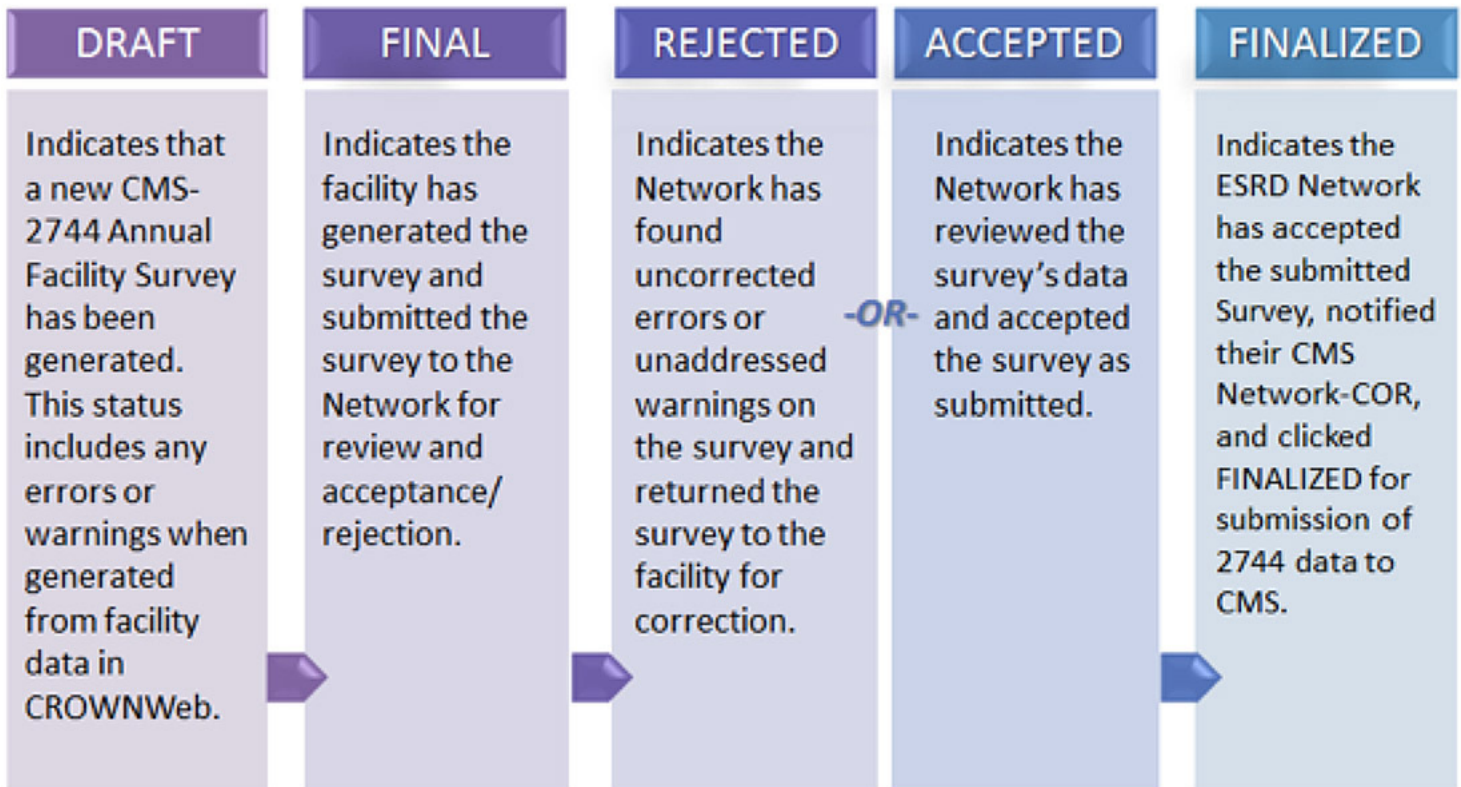 DRAFT
Indicates that
a new CMS-
2744 Annual
Facility Survey
has been
generated.
This status
includes any
errors or
warnings when
generated
from facility
data in
CROWNWeb.
FINAL
Indicates the
facility has
generated the
survey and
submitted the
survey to the
Network for
review and
acceptance/
rejection.
REJECTED
Indicates the
Network has
found
uncorrected
errors or
unaddressed
warnings on
the survey and
returned the
survey to the
facility for
correction.
-OR-
ACCEPTED
Indicates the
Network has
reviewed the
survey's data
and accepted
the survey as
submitted.
FINALIZED
Indicates the
ESRD Network
has accepted
the submitted
Survey, notified
their CMS
Network-COR,
and clicked
FINALIZED for
submission of
2744 data to
CMS.